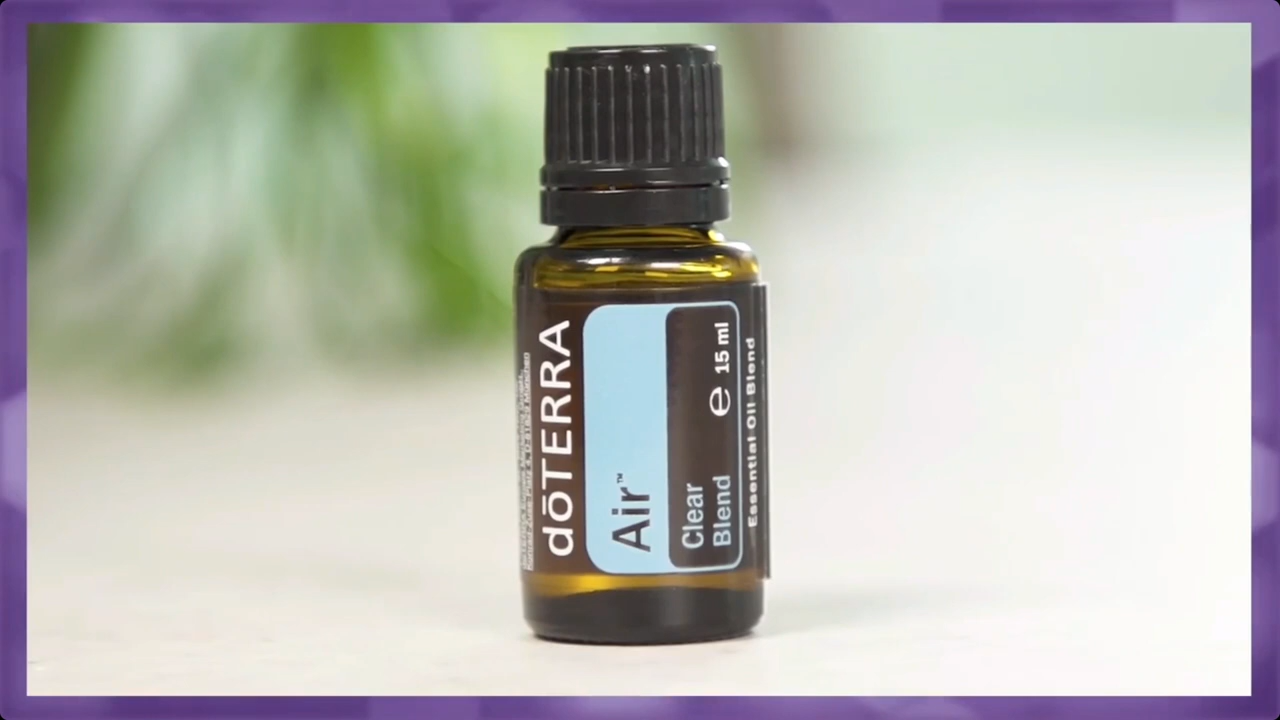 dōTERRA
Air™
Clear
Blend
℮ 15 ml
Essential Oil Blend